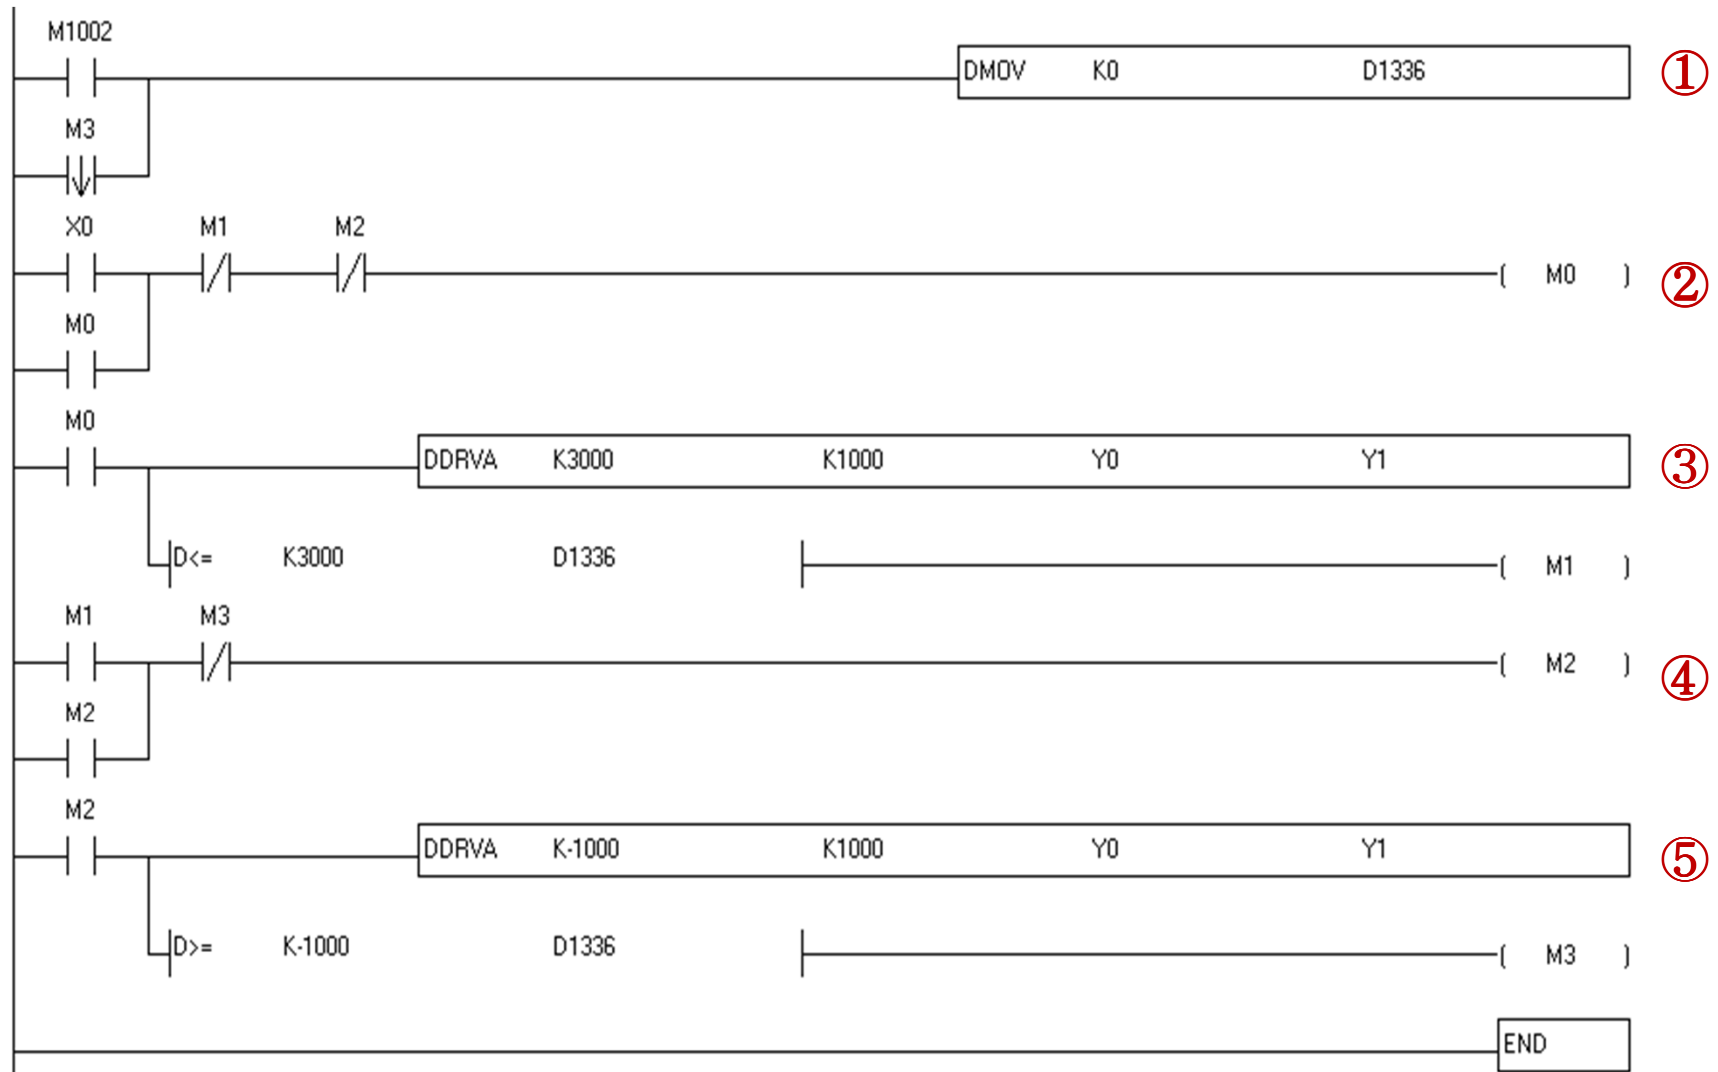 M1002
DMOV K0 D1336 ①
M3
X0 M1 M2
( M0 ) ②
M0
M0
DDRVA K3000 K1000 Y0 Y1 ③
D<= K3000 D1336 ( M1 )
M1 M3
( M2 ) ④
M2
M2
DDRVA K-1000 K1000 Y0 Y1 ⑤
D>= K-1000 D1336 ( M3 )
END